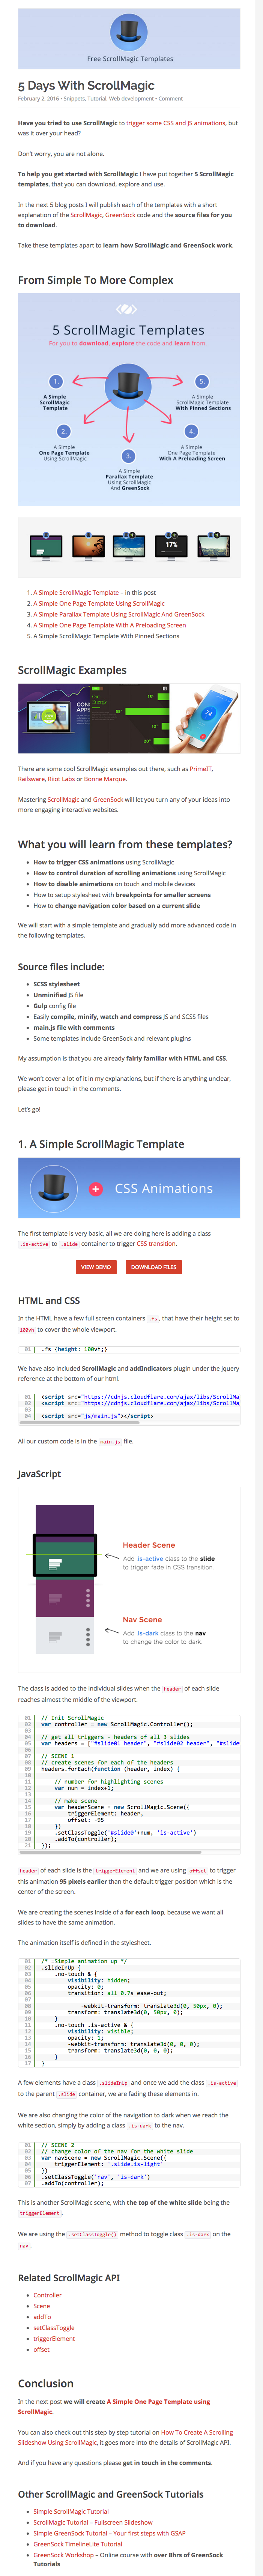 Free ScrollMagic Templates
5 Days With ScrollMagic
February 2, 2016 • Snippets, Tutorial, Web development • Comment
Have you tried to use ScrollMagic to trigger some CSS and JS animations, but
was it over your head?
Don't worry, you are not alone.
To help you get started with ScrollMagic I have put together 5 ScrollMagic
templates, that you can download, explore and use.
In the next 5 blog posts I will publish each of the templates with a short
explanation of the ScrollMagic, GreenSock code and the source files for you
to download.
Take these templates apart to learn how ScrollMagic and GreenSock work.
From Simple To More Complex
5 ScrollMagic Templates
For you to download, explore the code and learn from.
1.
A Simple
ScrollMagic
Template
5.
A Simple
ScrollMagic Template
With Pinned Sections
2.
A Simple
One Page Template
Using ScrollMagic
4.
A Simple
One Page Template
With A Preloading Screen
3.
A Simple
Parallax Template
Using ScrollMagic
And GreenSock
17%
1. A Simple ScrollMagic Template – in this post
2. A Simple One Page Template Using ScrollMagic
3. A Simple Parallax Template Using ScrollMagic And GreenSock
4. A Simple One Page Template With A Preloading Screen
5. A Simple ScrollMagic Template With Pinned Sections
ScrollMagic Examples
There are some cool ScrollMagic examples out there, such as PrimeIT,
Railsware, Riiot Labs or Bonne Marque.
Mastering ScrollMagic and GreenSock will let you turn any of your ideas into
more engaging interactive websites.
What you will learn from these templates?
• How to trigger CSS animations using ScrollMagic
• How to control duration of scrolling animations using ScrollMagic
• How to disable animations on touch and mobile devices
• How to setup stylesheet with breakpoints for smaller screens
• How to change navigation color based on a current slide
We will start with a simple template and gradually add more advanced code in
the following templates.
Source files include:
• SCSS stylesheet
• Unminified JS file
• Gulp config file
• Easily compile, minify, watch and compress JS and SCSS files
• main.js file with comments
• Some templates include GreenSock and relevant plugins
My assumption is that you are already fairly familiar with HTML and CSS.
We won't cover a lot of it in my explanations, but if there is anything unclear,
please get in touch in the comments.
Let's go!
1. A Simple ScrollMagic Template
+ CSS Animations
The first template is very basic, all we are doing here is adding a class
.is-active to .slide container to trigger CSS transition.
VIEW DEMO DOWNLOAD FILES
HTML and CSS
In the HTML have a few full screen containers .fs, that have their height set to
100vh to cover the whole viewport.
01 .fs {height: 100vh;}
We have also included ScrollMagic and addIndicators plugin under the jquery
reference at the bottom of our html.
01 <script src="https://cdnjs.cloudflare.com/ajax/libs/ScrollMa
02 <script src="https://cdnjs.cloudflare.com/ajax/libs/ScrollMa
03
04 <script src="js/main.js"></script>
All our custom code is in the main.js file.
JavaScript
Header Scene
Add is-active class to the slide
to trigger fade in CSS transition
Nav Scene
Add is-dark class to the nav
to change the color to dark
The class is added to the individual slides when the header of each slide
reaches almost the middle of the viewport.
01 // Init ScrollMagic
02 var controller = new ScrollMagic.Controller();
03
04 // get all triggers - headers of all 3 slides
05 var headers = ["#slide01 header", "#slide02 header", "#slide
06
07 // SCENE 1
08 // create scenes for each of the headers
09 headers.forEach(function (header, index) {
10
11 // number for highlighting scenes
12 var num = index+1;
13
14 // make scene
15 var headerScene = new ScrollMagic.Scene({
16 triggerElement: header,
17 offset: -95
18 })
19 .setClassToggle('#slide0'+num, 'is-active')
20 .addTo(controller);
21 });
header of each slide is the triggerElement and we are using offset to trigger
this animation 95 pixels earlier than the default trigger position which is the
center of the screen.
We are creating the scenes inside of a for each loop, because we want all
slides to have the same animation.
The animation itself is defined in the stylesheet.
01 /* =Simple animation up */
02 .slideInUp {
03 .no-touch & {
04 visibility: hidden;
05 opacity: 0;
06 transition: all 0.7s ease-out;
07
08 -webkit-transform: translate3d(0, 50px, 0);
09 transform: translate3d(0, 50px, 0);
10 }
11 .no-touch .is-active & {
12 visibility: visible;
13 opacity: 1;
14 -webkit-transform: translate3d(0, 0, 0);
15 transform: translate3d(0, 0, 0);
16 }
17 }
A few elements have a class .slideInUp and once we add the class .is-active
to the parent .slide container, we are fading these elements in.
We are also changing the color of the navigation to dark when we reach the
white section, simply by adding a class .is-dark to the nav.
01 // SCENE 2
02 // change color of the nav for the white slide
03 var navScene = new ScrollMagic.Scene({
04 triggerElement: '.slide.is-light'
05 })
06 .setClassToggle('nav', 'is-dark')
07 .addTo(controller);
This is another ScrollMagic scene, with the top of the white slide being the
triggerElement.
We are using the .setClassToggle() method to toggle class .is-dark on the
nav.
Related ScrollMagic API
• Controller
• Scene
• addTo
• setClassToggle
• triggerElement
• offset
Conclusion
In the next post we will create A Simple One Page Template using
ScrollMagic.
You can also check out this step by step tutorial on How To Create A Scrolling
Slideshow Using ScrollMagic, it goes more into the details of ScrollMagic API.
And if you have any questions please get in touch in the comments.
Other ScrollMagic and GreenSock Tutorials
• Simple ScrollMagic Tutorial
• ScrollMagic Tutorial – Fullscreen Slideshow
• Simple GreenSock Tutorial – Your first steps with GSAP
• GreenSock TimelineLite Tutorial
• GreenSock Workshop – Online course with over 8hrs of GreenSock
Tutorials